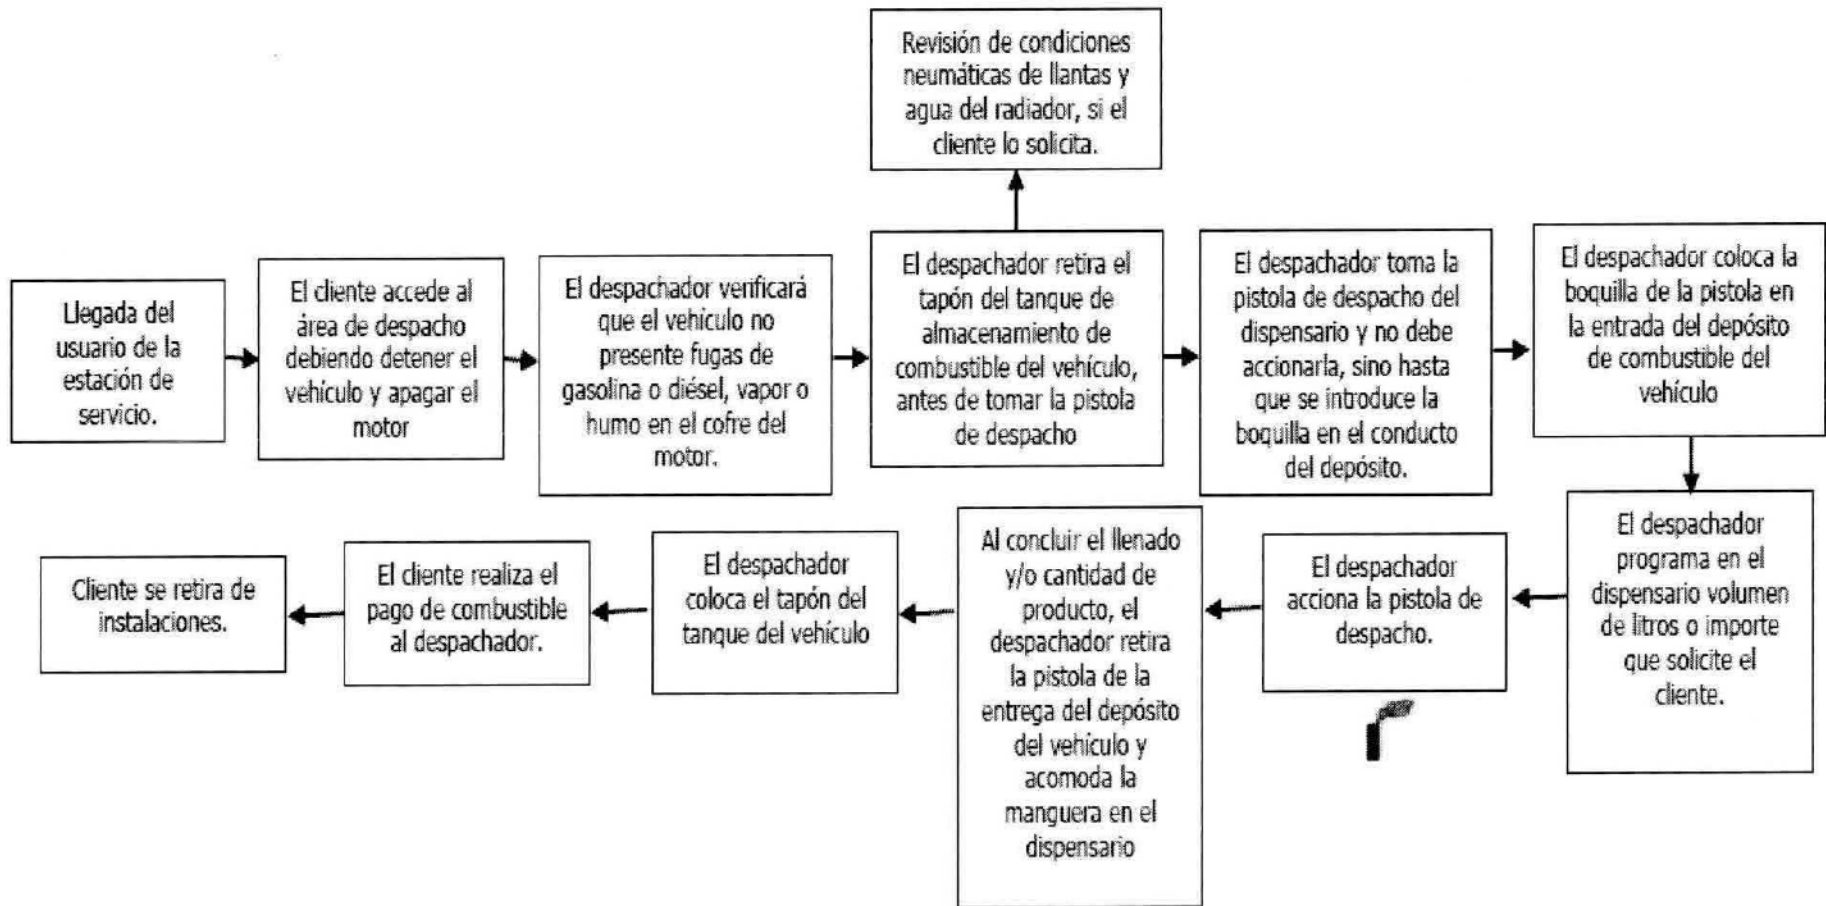 Revisión de condiciones
neumáticas de llantas y
agua del radiador, si el
cliente lo solicita.
Llegada del
usuario de la
estación de
servicio.
El cliente accede al
área de despacho
debiendo detener el
vehículo y apagar el
motor
El despachador verificará
que el vehículo no
presente fugas de
gasolina o diésel, vapor o
humo en el cofre del
motor.
El despachador retira el
tapón del tanque de
almacenamiento de
combustible del vehículo,
antes de tomar la pistola
de despacho
El despachador toma la
pistola de despacho del
dispensario y no debe
accionarla, sino hasta
que se introduce la
boquilla en el conducto
del depósito.
El despachador coloca la
boquilla de la pistola en
la entrada del depósito
de combustible del
vehículo
El despachador
programa en el
dispensario volumen
de litros o importe
que solicite el
cliente.
El despachador
acciona la pistola de
despacho.
Al concluir el llenado
y/o cantidad de
producto, el
despachador retira
la pistola de la
entrega del depósito
del vehículo y
acomoda la
manguera en el
dispensario
El despachador
coloca el tapón del
tanque del vehículo
El cliente realiza el
pago de combustible
al despachador.
Cliente se retira de
instalaciones.